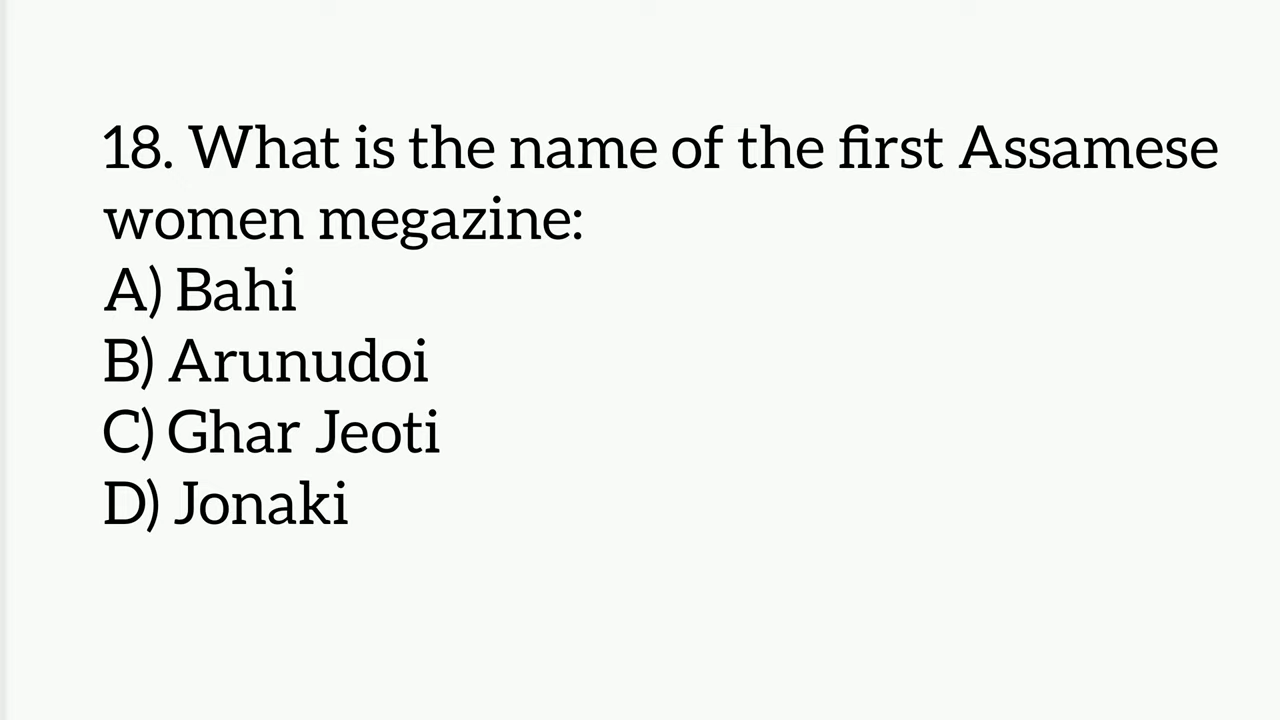 18. What is the name of the first Assamese
women megazine:
A) Bahi
B) Arunudoi
C) Ghar Jeoti
D) Jonaki